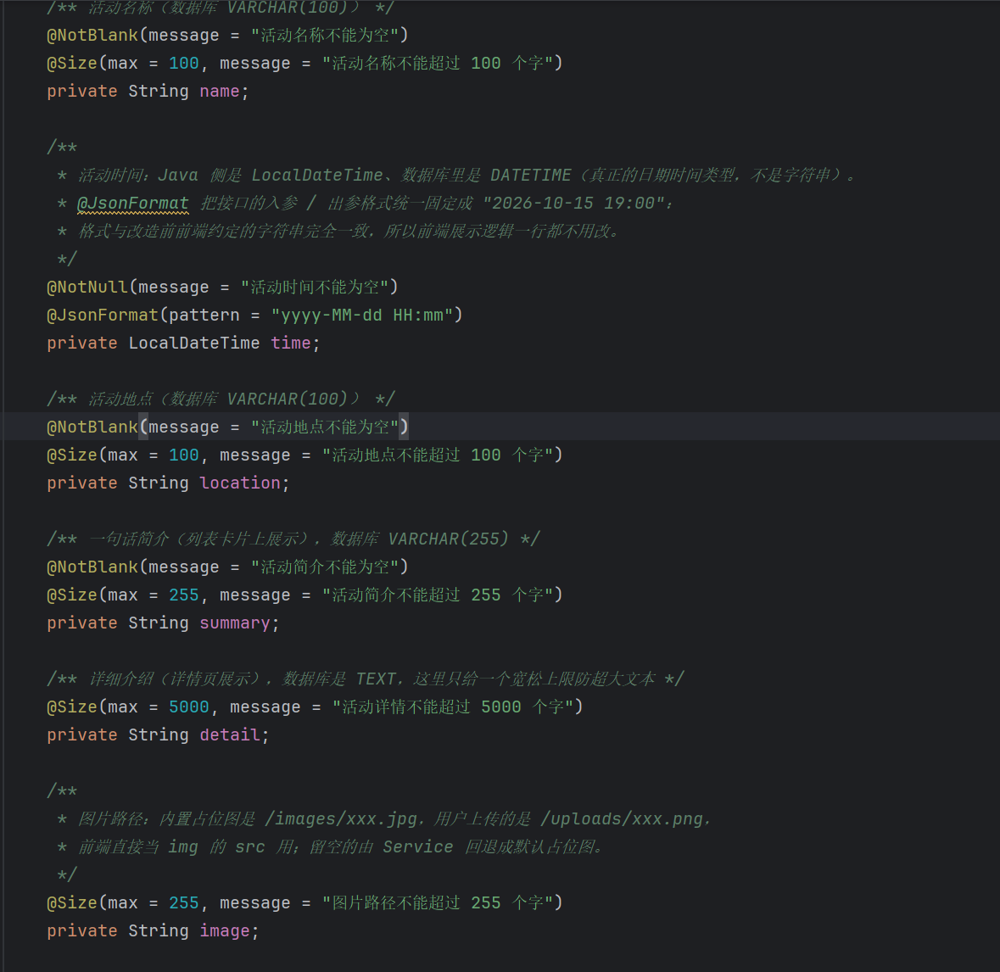 /** 活动名称（数据库 VARCHAR(100)） */
@NotBlank(message = "活动名称不能为空")
@Size(max = 100, message = "活动名称不能超过 100 个字")
private String name;
/**
* 活动时间：Java 侧是 LocalDateTime、数据库里是 DATETIME（真正的日期时间类型，不是字符串）。
* @JsonFormat 把接口的入参 / 出参格式统一固定成 "2026-10-15 19:00"；
* 格式与改造前前端约定的字符串完全一致，所以前端展示逻辑一行都不用改。
*/
@NotNull(message = "活动时间不能为空")
@JsonFormat(pattern = "yyyy-MM-dd HH:mm")
private LocalDateTime time;
/** 活动地点（数据库 VARCHAR(100)） */
@NotBlank(message = "活动地点不能为空")
@Size(max = 100, message = "活动地点不能超过 100 个字")
private String location;
/** 一句话简介（列表卡片上展示），数据库 VARCHAR(255) */
@NotBlank(message = "活动简介不能为空")
@Size(max = 255, message = "活动简介不能超过 255 个字")
private String summary;
/** 详细介绍（详情页展示），数据库是 TEXT，这里只给一个宽松上限防超大文本 */
@Size(max = 5000, message = "活动详情不能超过 5000 个字")
private String detail;
/**
* 图片路径：内置占位图是 /images/xxx.jpg，用户上传的是 /uploads/xxx.png，
* 前端直接当 img 的 src 用；留空的由 Service 回退成默认占位图。
*/
@Size(max = 255, message = "图片路径不能超过 255 个字")
private String image;